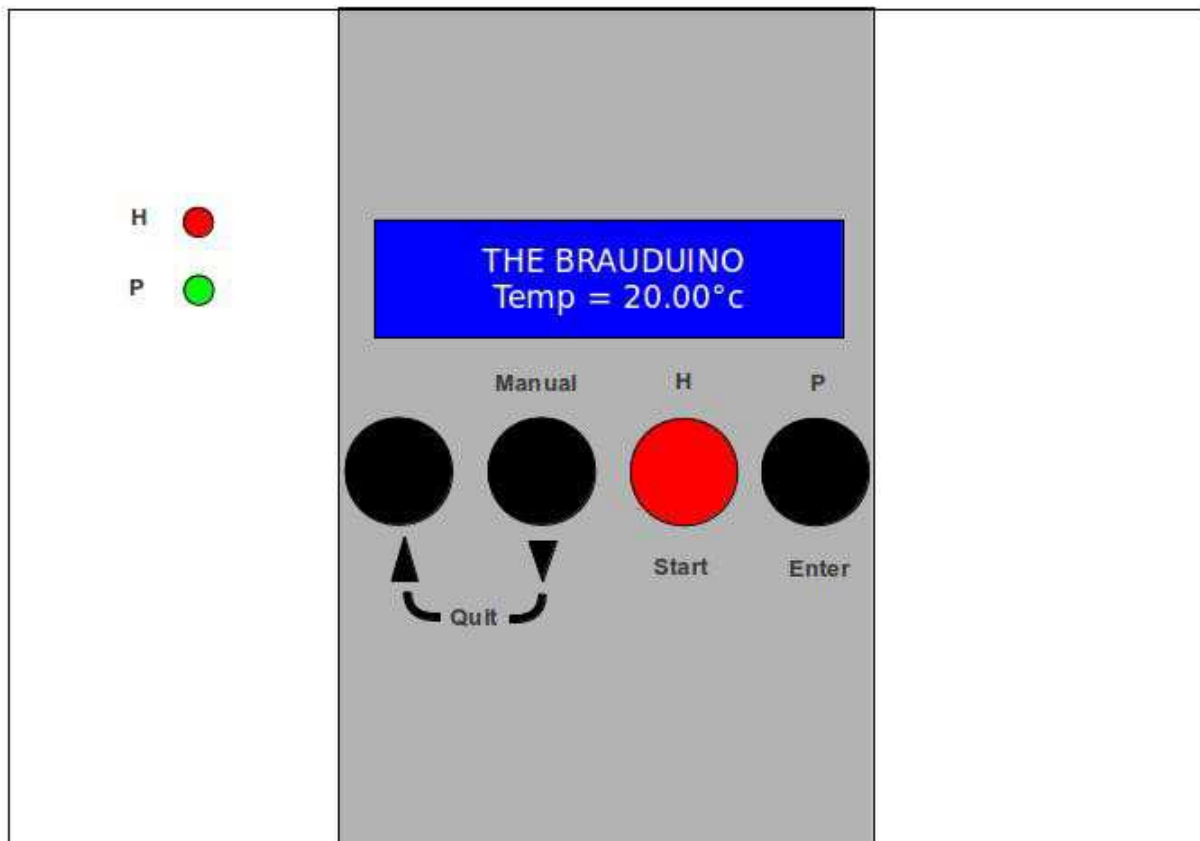 H
P
THE BRAUDUINO
Temp = 20.00°c
Manual H P
Start Enter
Quit